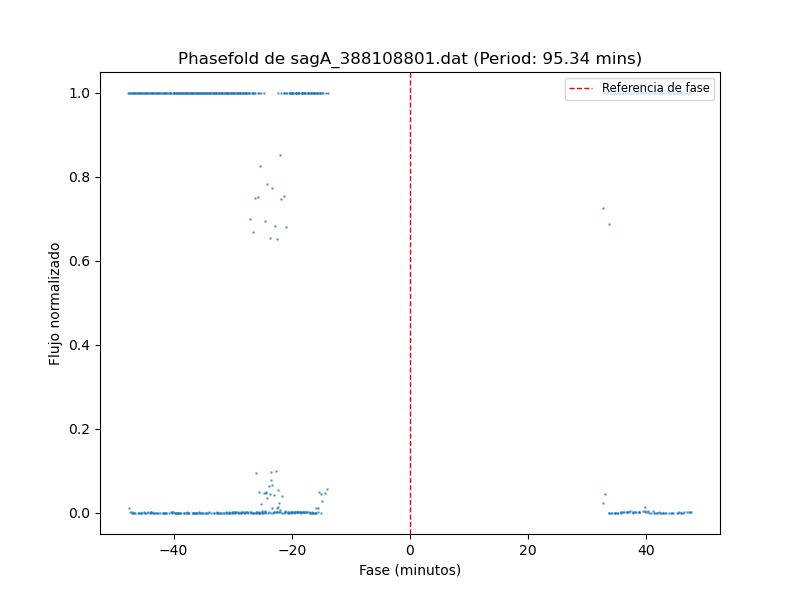 Phasefold de sagA_388108801.dat (Period: 95.34 mins)
Referencia de fase
Flujo normalizado
1.0
0.8
0.6
0.4
0.2
0.0
−40
−20
0
20
40
Fase (minutos)